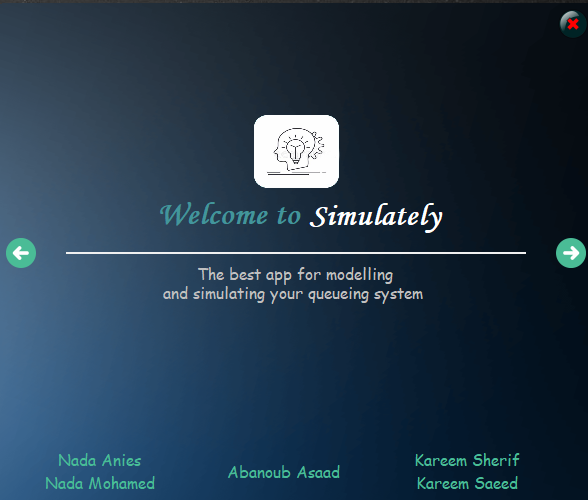 Welcome to Simulately
The best app for modelling
and simulating your queueing system
Nada Anies
Nada Mohamed
Abanoub Asaad
Kareem Sherif
Kareem Saeed